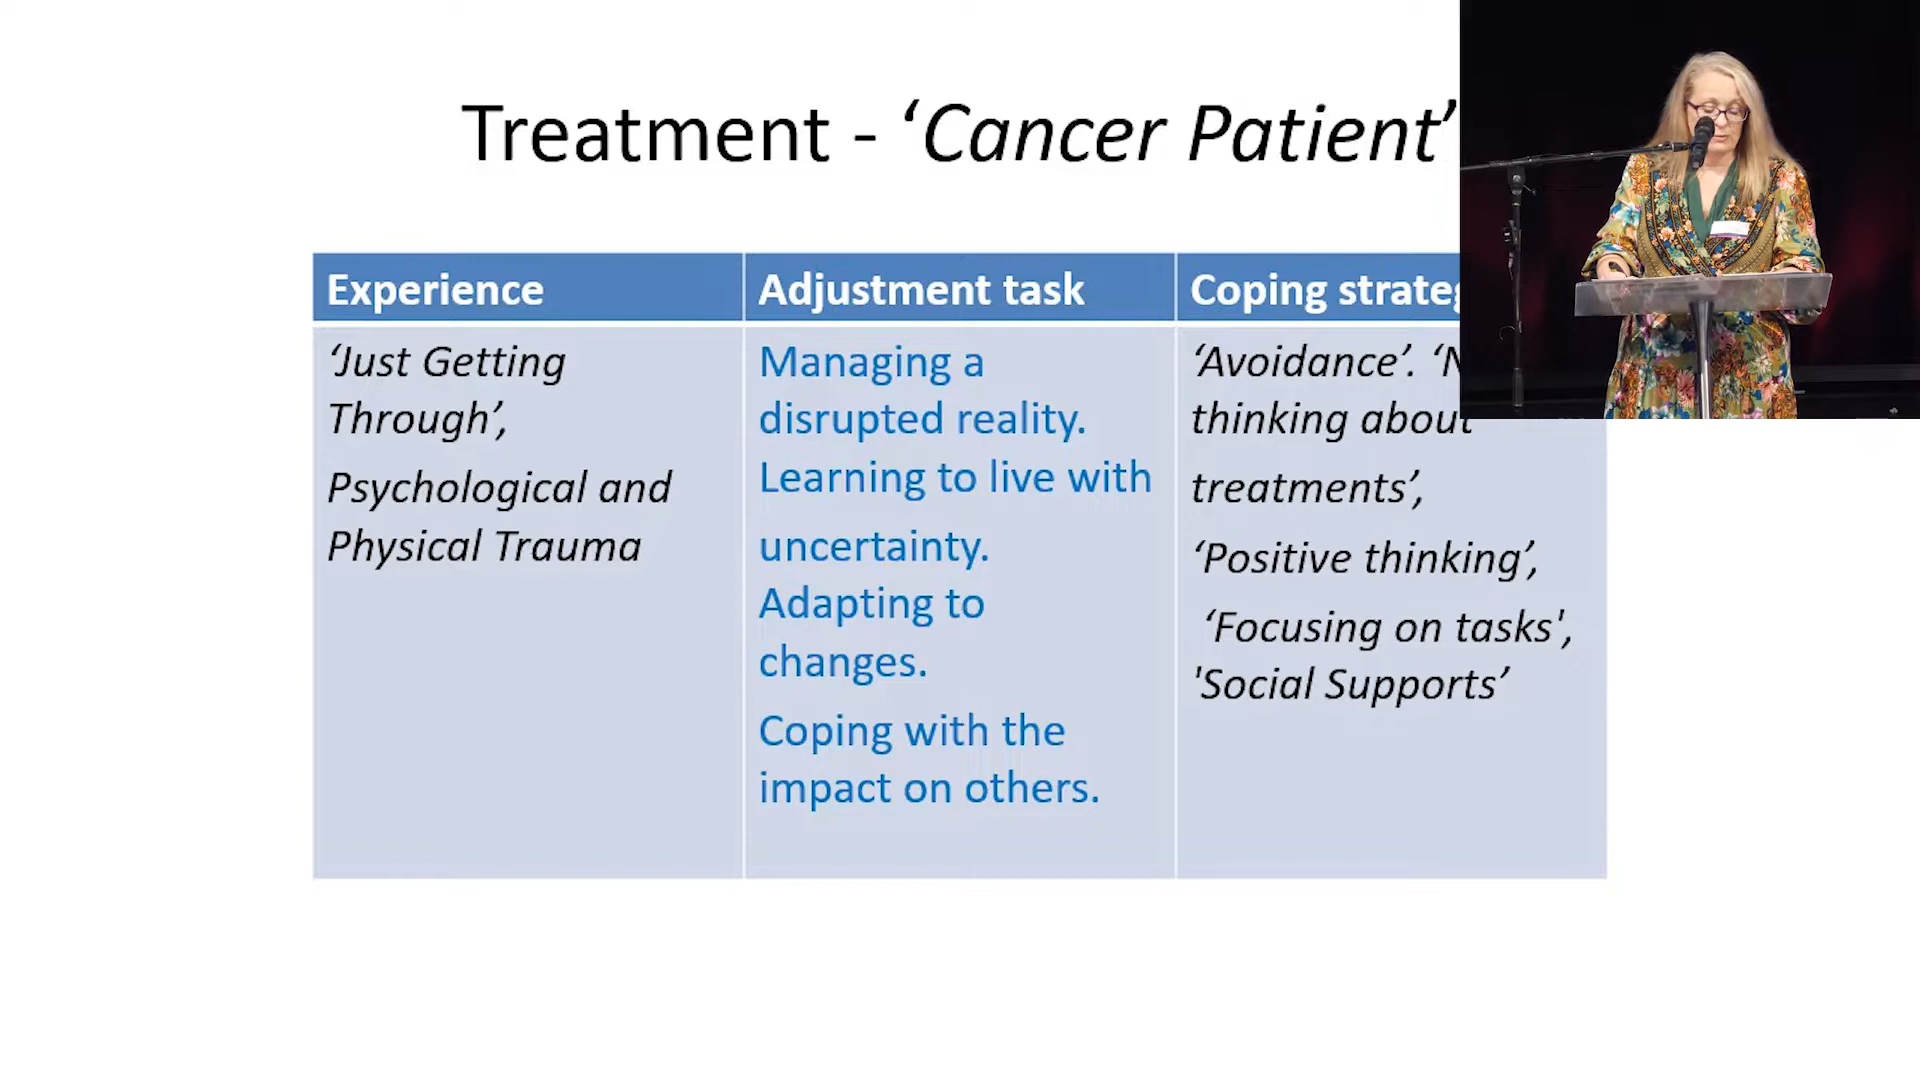 Treatment - ‘Cancer Patient’
Experience
Adjustment task
Coping
‘Just Getting
Through’,
Psychological and
Physical Trauma
Managing a
disrupted reality.
Learning to live with
uncertainty.
Adapting to
changes.
Coping with the
impact on others.
‘Avoidance’.
thinking about
treatments’,
‘Positive thinking’,
‘Focusing on tasks',
'Social Supports’